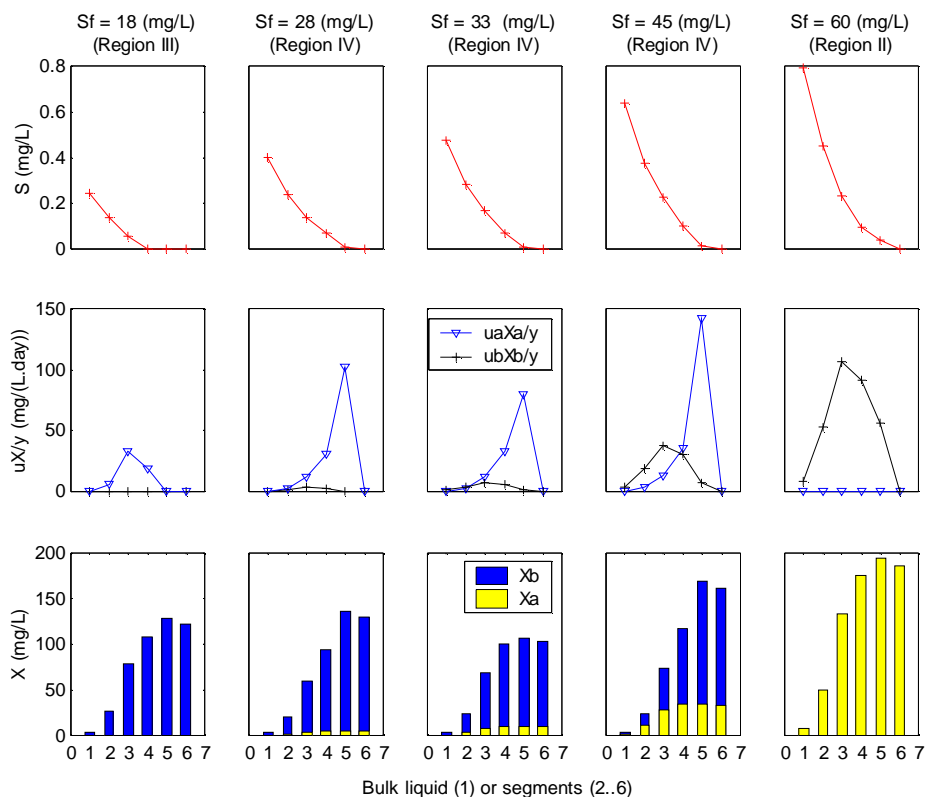 Sf = 18 (mg/L) Sf = 28 (mg/L) Sf = 33 (mg/L) Sf = 45 (mg/L) Sf = 60 (mg/L)
(Region III) (Region IV) (Region IV) (Region IV) (Region II)
0.8
0.6
0.4
0.2
0
S (mg/L)
150
100
50
0
uX/y (mg/(L.day))
uaXa/y
ubXb/y
200
150
100
50
0
X (mg/L)
Xb
Xa
0 1 2 3 4 5 6 7 0 1 2 3 4 5 6 7 0 1 2 3 4 5 6 7 0 1 2 3 4 5 6 7 0 1 2 3 4 5 6 7
Bulk liquid (1) or segments (2..6)